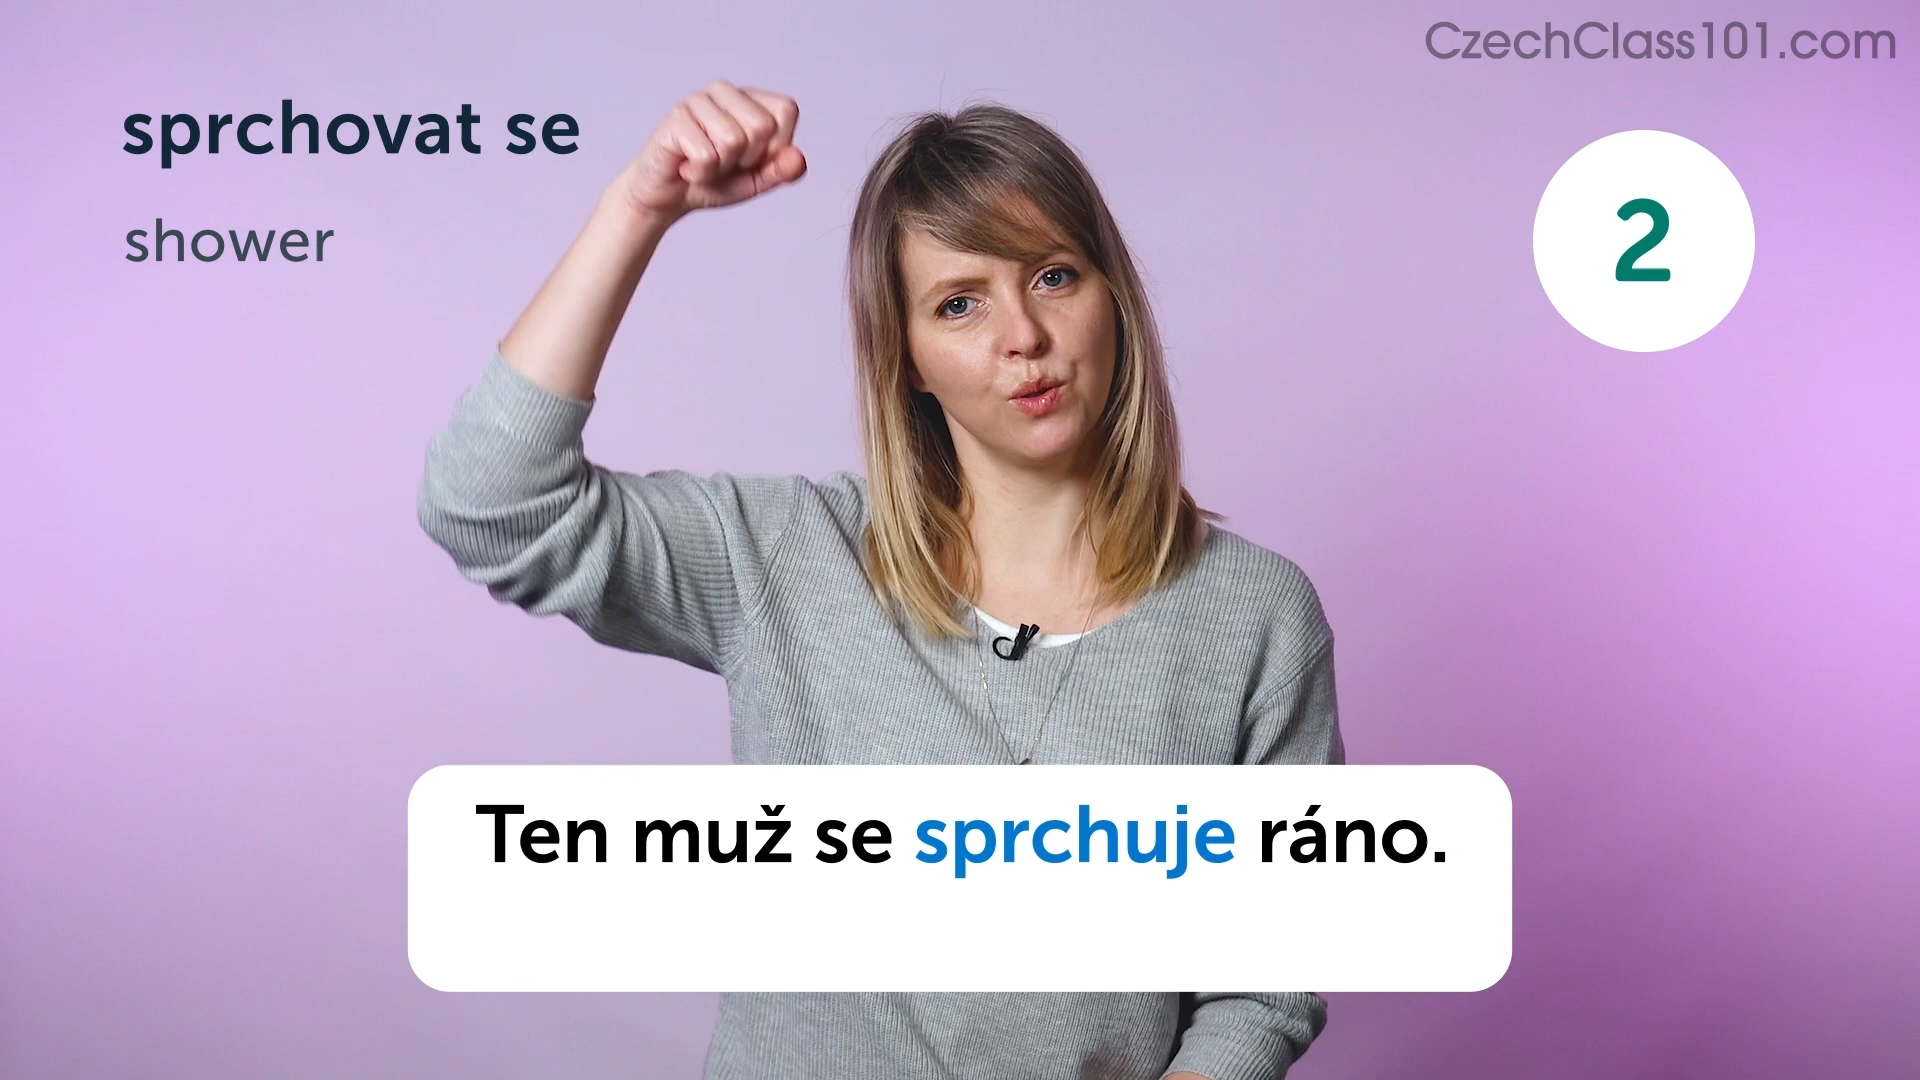 CzechClass101.com
sprchovat se
shower
2
Ten muž se sprchuje ráno.